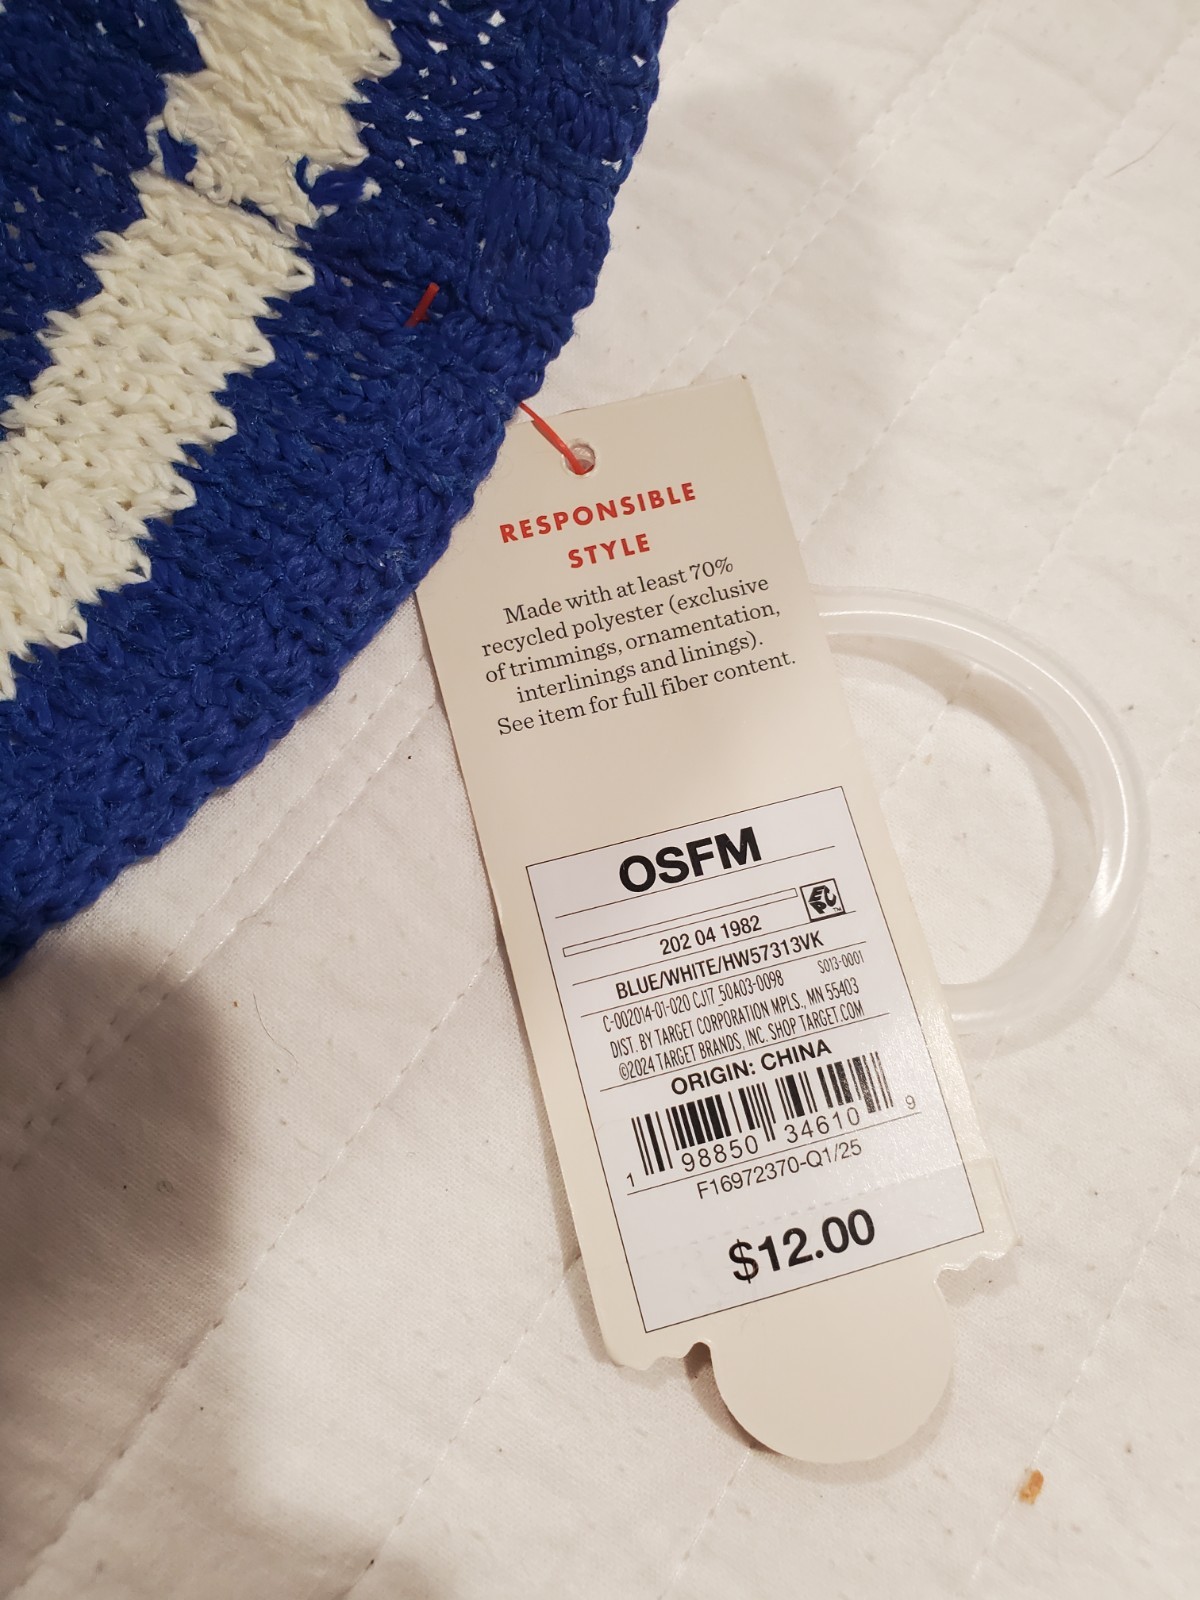 RESPONSIBLE
STYLE
Made with at least 70%
recycled polyester (exclusive
of trimmings, ornamentation,
interlinings and linings).
See item for full fiber content.
OSFM
EPC™
202 04 1982
BLUE/WHITE/HW57313VK
C-002014-01-020 CJ17_50A03-0098 S013-0001
DIST. BY TARGET CORPORATION MPLS., MN 55403
©2024 TARGET BRANDS, INC. SHOP TARGET.COM
ORIGIN: CHINA
1 98850 34610 9
F16972370-Q1/25
$12.00